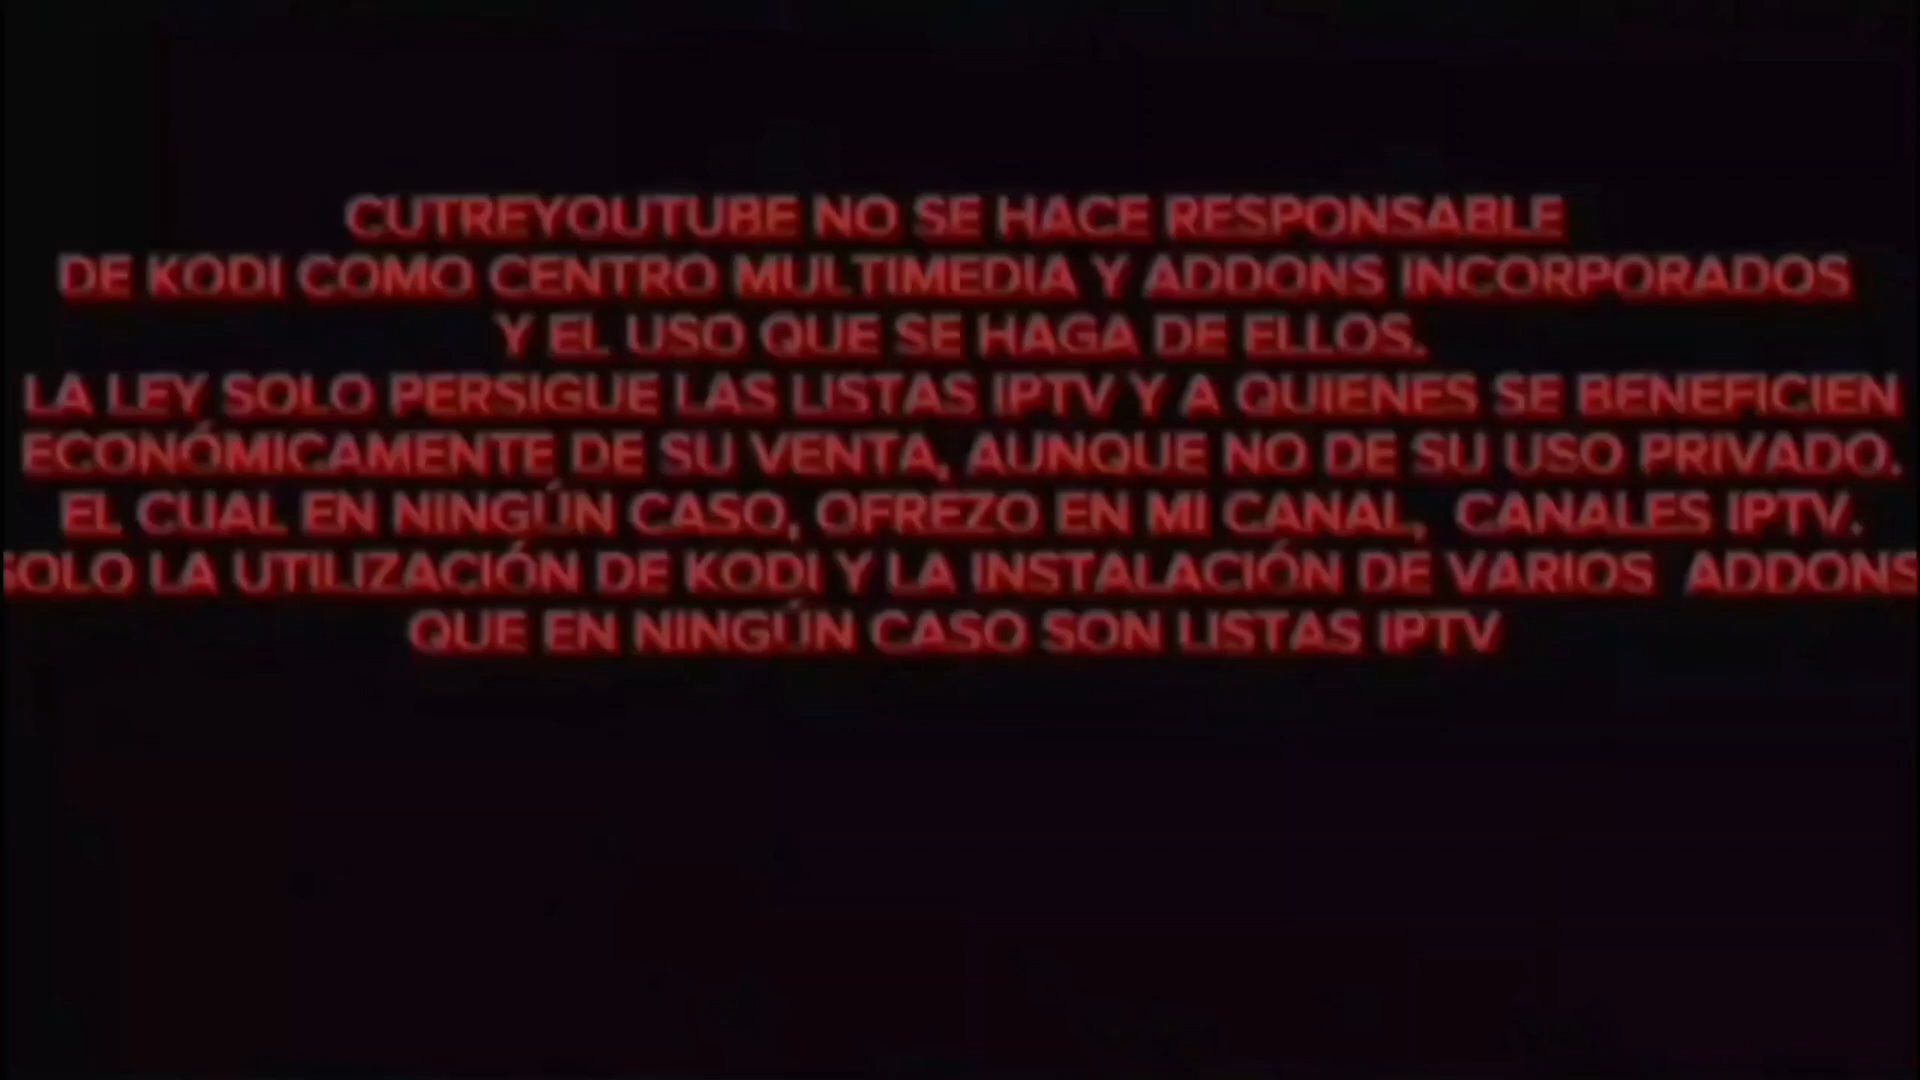 CUTREYOUTUBE NO SE HACE RESPONSABLE
DE KODI COMO CENTRO MULTIMEDIA Y ADDONS INCORPORADOS
Y EL USO QUE SE HAGA DE ELLOS.
LA LEY SOLO PERSIGUE LAS LISTAS IPTV Y A QUIENES SE BENEFICIEN
ECONÓMICAMENTE DE SU VENTA, AUNQUE NO DE SU USO PRIVADO.
EL CUAL EN NINGÚN CASO, OFREZO EN MI CANAL, CANALES IPTV.
SOLO LA UTILIZACIÓN DE KODI Y LA INSTALACIÓN DE VARIOS ADDONS
QUE EN NINGÚN CASO SON LISTAS IPTV